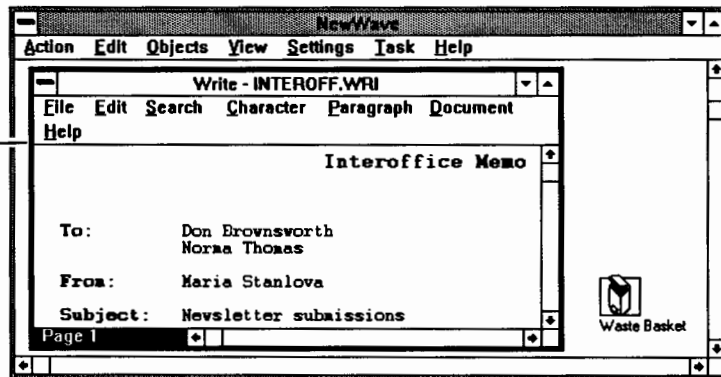 NewWave
Action Edit Objects View Settings Task Help
Write - INTEROFF.WRI
File Edit Search Character Paragraph Document
Help
Interoffice Memo
To: Don Brownsworth
Norma Thomas
From: Maria Stanlova
Subject: Newsletter submissions
Page 1
Waste Basket